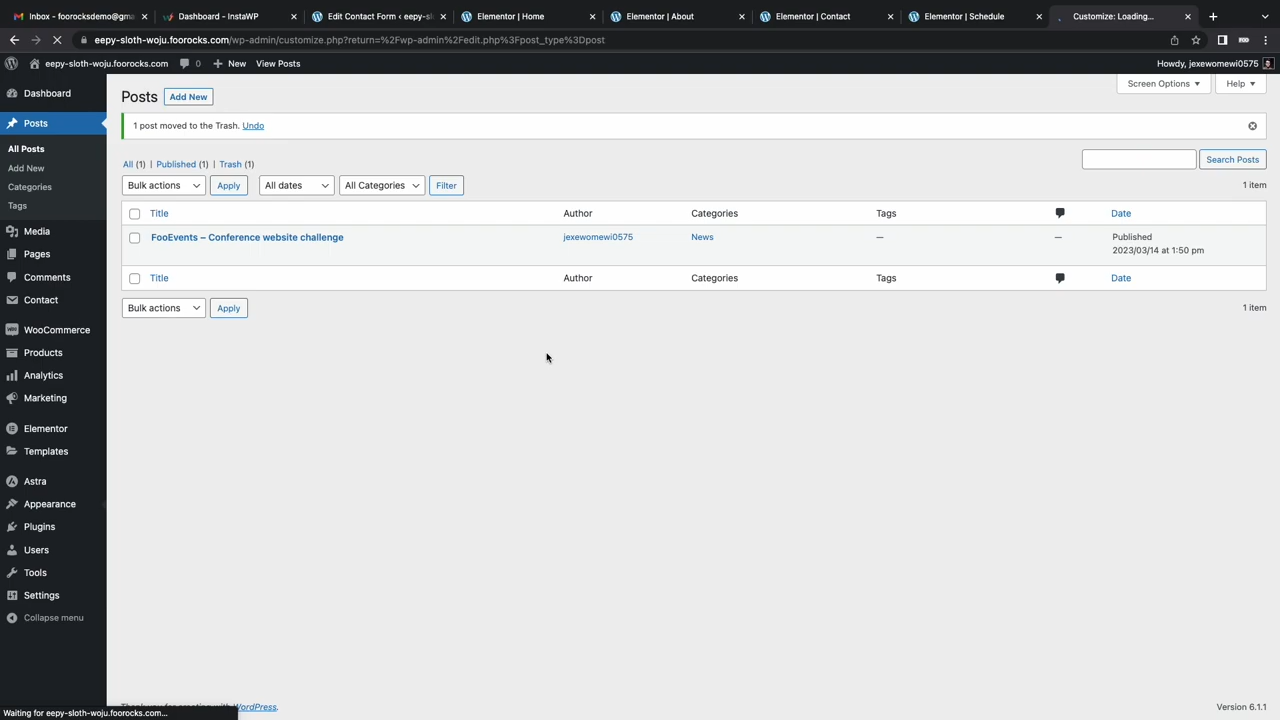 Inbox - foorocksdemo@gma
Dashboard - InstaWP
Edit Contact Form ‹ eepy-sl
Elementor | Home
Elementor | About
Elementor | Contact
Elementor | Schedule
Customize: Loading...
eepy-sloth-woju.foorocks.com/wp-admin/customize.php?return=%2Fwp-admin%2Fedit.php%3Fpost_type%3Dpost
eepy-sloth-woju.foorocks.com 0 + New View Posts Howdy, jexewomewi0575
Dashboard
Posts
All Posts
Add New
Categories
Tags
Media
Pages
Comments
Contact
WooCommerce
Products
Analytics
Marketing
Elementor
Templates
Astra
Appearance
Plugins
Users
Tools
Settings
Collapse menu
Screen Options
Help
Posts Add New
1 post moved to the Trash. Undo
All (1) | Published (1) | Trash (1)
Search Posts
Bulk actions Apply All dates All Categories Filter
1 item
Title Author Categories Tags Date
FooEvents – Conference website challenge jexewomewi0575 News — — Published
2023/03/14 at 1:50 pm
Title Author Categories Tags Date
Bulk actions Apply
1 item
WordPress.
Version 6.1.1
Waiting for eepy-sloth-woju.foorocks.com...